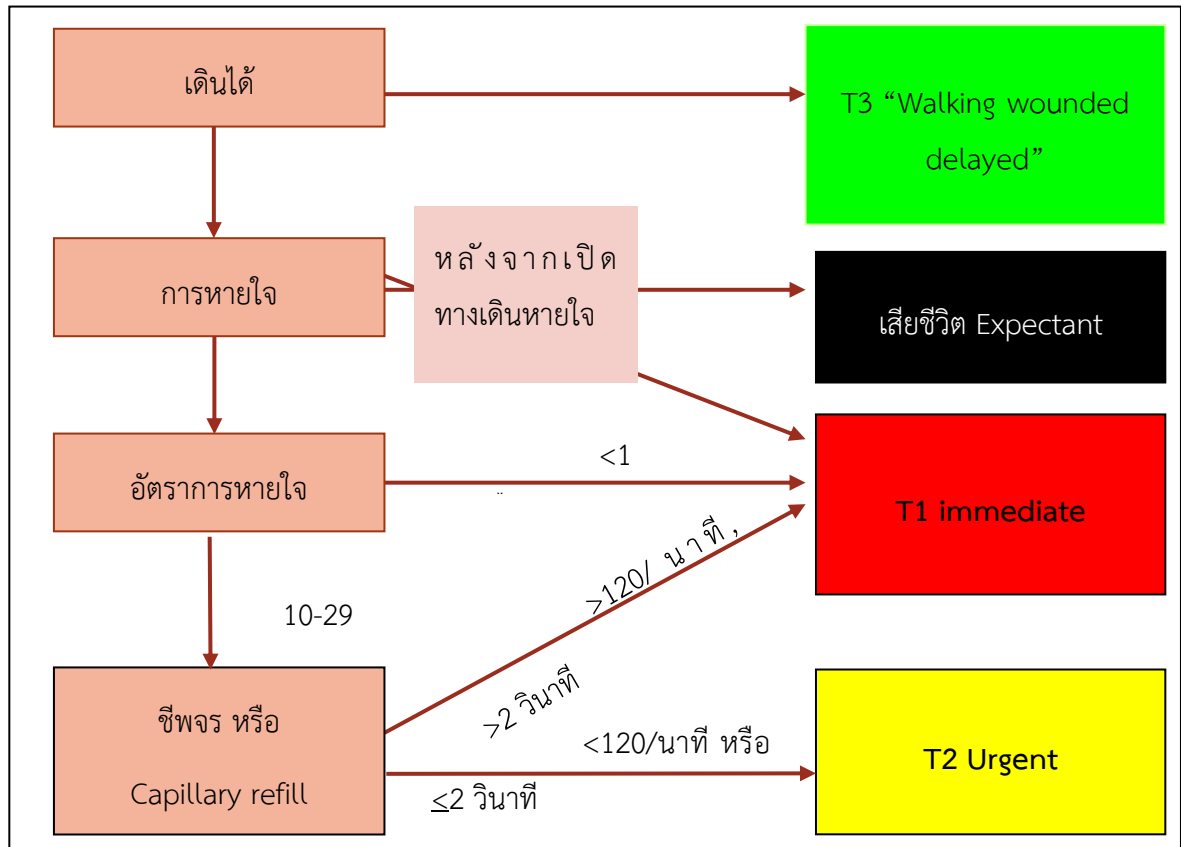 เดินได้
T3 “Walking wounded
delayed”
การหายใจ
หลังจากเปิด
ทางเดินหายใจ
เสียชีวิต Expectant
อัตราการหายใจ
<1
T1 immediate
10-29
>120/ นาที,
>2 วินาที
ชีพจร หรือ
Capillary refill
<120/นาที หรือ
≤2 วินาที
T2 Urgent